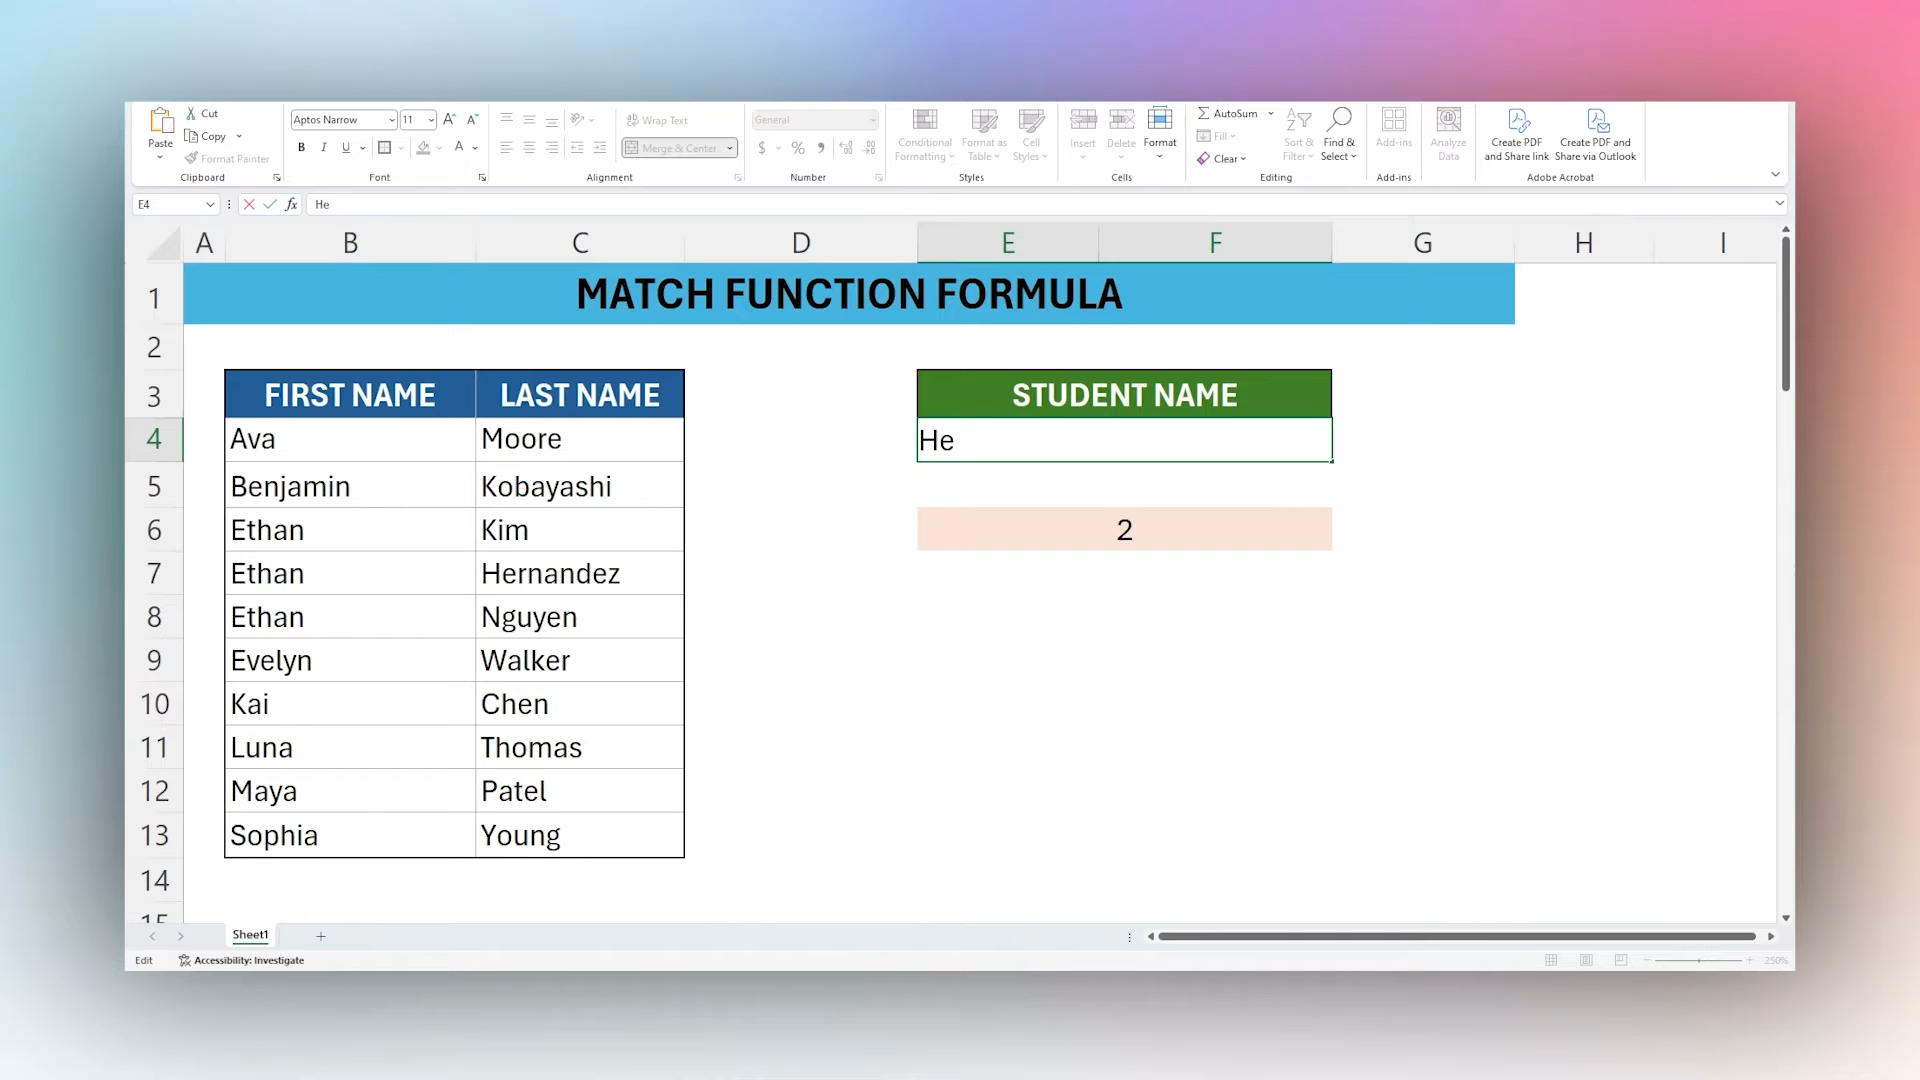 Paste
Cut
Copy
Format Painter
Clipboard
Aptos Narrow 11 A A
B I U A
Font
Wrap Text
Merge & Center
Alignment
General
$ % ,
Number
Conditional Formatting
Format as Table
Cell Styles
Styles
Insert
Delete
Format
Cells
AutoSum
Fill
Clear
Sort & Filter
Find & Select
Editing
Add-ins
Add-ins
Analyze Data
Create PDF and Share link
Create PDF and Share via Outlook
Adobe Acrobat
E4 fx He
A B C D E F G H I
1 MATCH FUNCTION FORMULA
2
3 FIRST NAME LAST NAME STUDENT NAME
4 Ava Moore He
5 Benjamin Kobayashi
6 Ethan Kim 2
7 Ethan Hernandez
8 Ethan Nguyen
9 Evelyn Walker
10 Kai Chen
11 Luna Thomas
12 Maya Patel
13 Sophia Young
14
15
Sheet1
Edit Accessibility: Investigate 250%